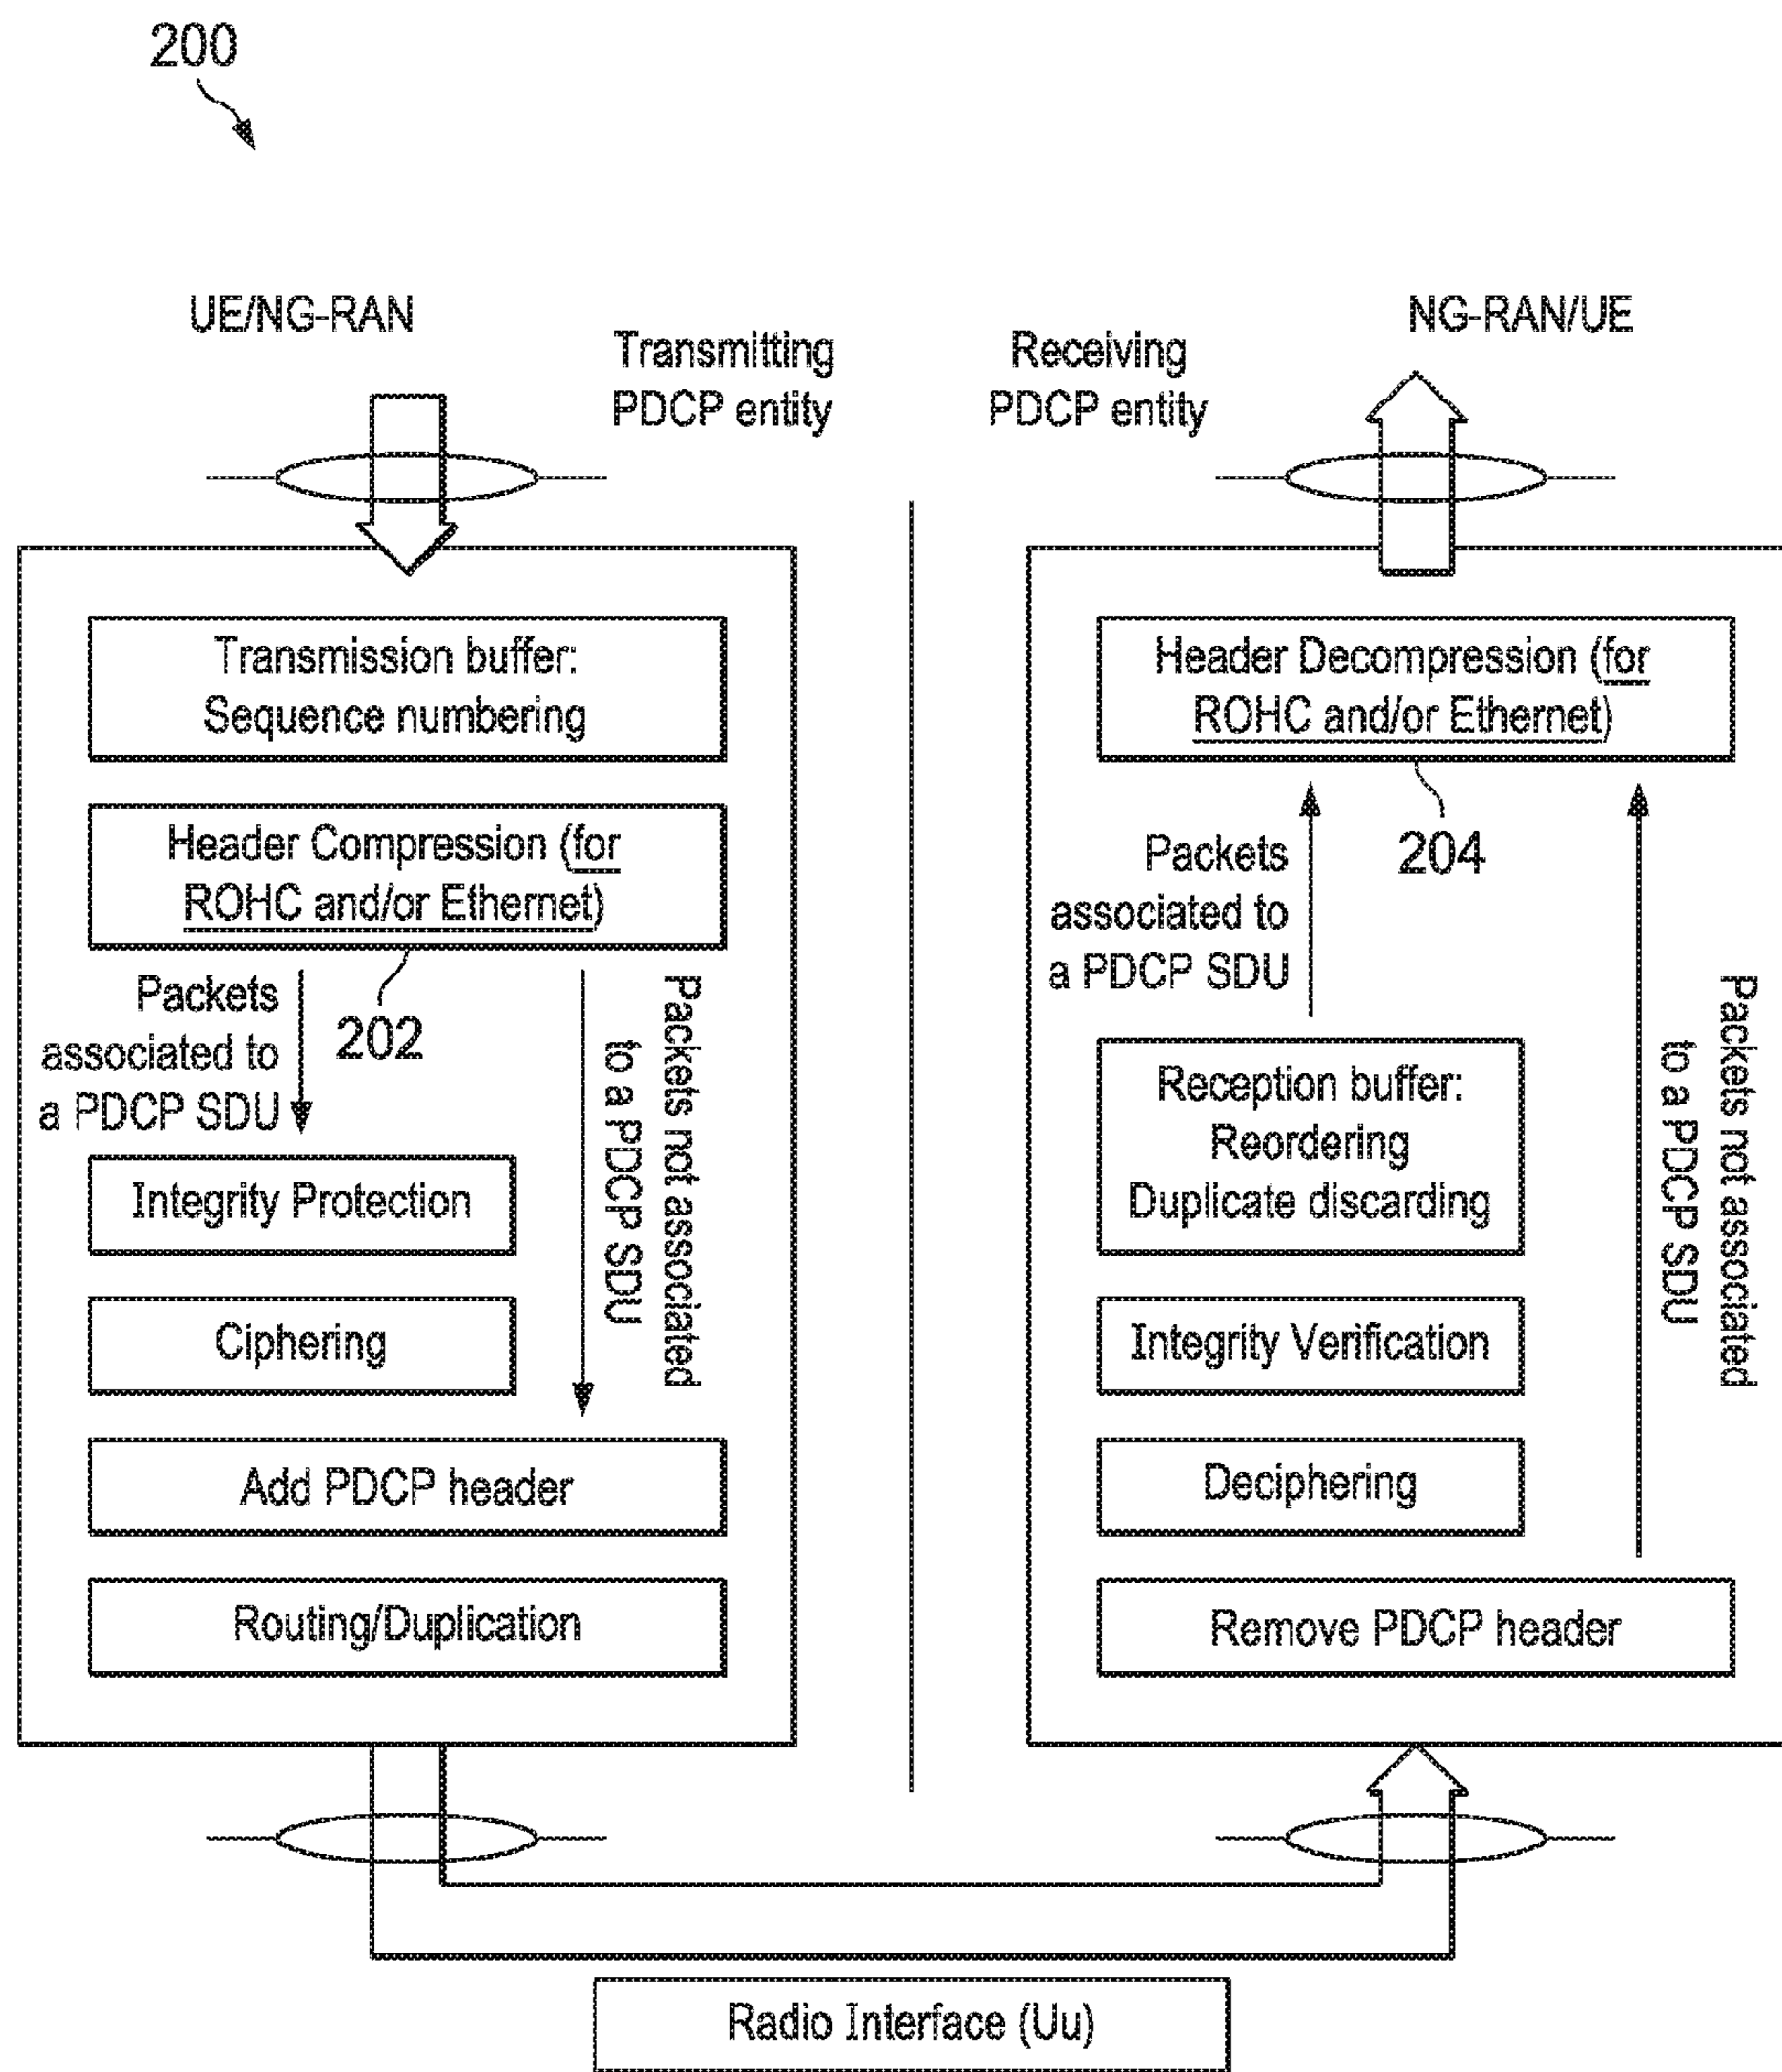 200
UE/NG-RAN
Transmitting
PDCP entity
Receiving
PDCP entity
NG-RAN/UE
Transmission buffer:
Sequence numbering
Header Compression (for
ROHC and/or Ethernet)
202
Packets
associated to
a PDCP SDU
Packets not associated
to a PDCP SDU
Integrity Protection
Ciphering
Add PDCP header
Routing/Duplication
Header Decompression (for
ROHC and/or Ethernet)
204
Packets
associated to
a PDCP SDU
Packets not associated
to a PDCP SDU
Reception buffer:
Reordering
Duplicate discarding
Integrity Verification
Deciphering
Remove PDCP header
Radio Interface (Uu)